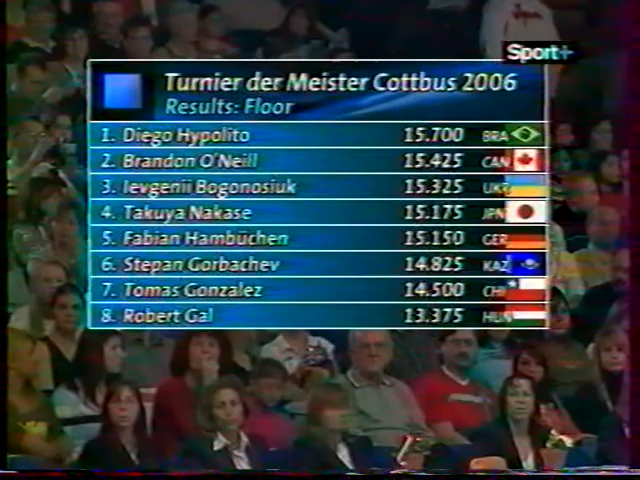 Sport+
Turnier der Meister Cottbus 2006
Results: Floor
1. Diego Hypolito 15.700 BRA
2. Brandon O'Neill 15.425 CAN
3. Ievgenii Bogonosiuk 15.325 UKR
4. Takuya Nakase 15.175 JPN
5. Fabian Hambüchen 15.150 GER
6. Stepan Gorbachev 14.825 KAZ
7. Tomas Gonzalez 14.500 CHI
8. Robert Gal 13.375 HUN